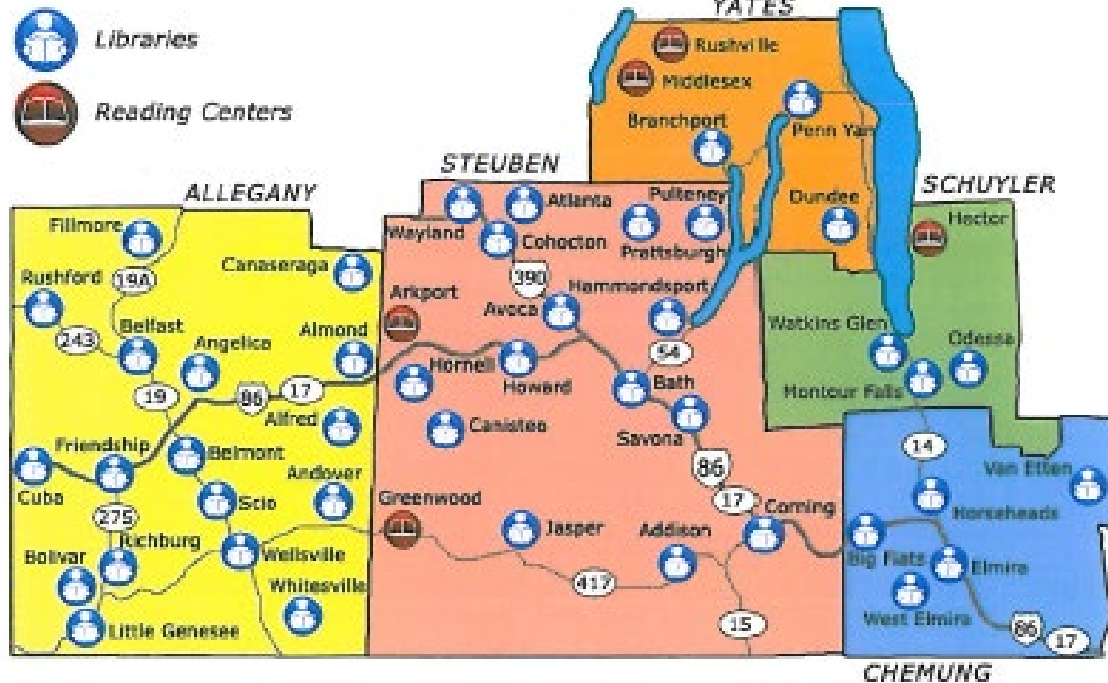 YATES
Libraries
Rushville
Middlesex
Reading Centers
Branchport
Penn Yan
STEUBEN
ALLEGANY
SCHUYLER
Pulteney
Dundee
Atlanta
Hector
Fillmore
Wayland
Cohocton
Prattsburgh
Canaseraga
Rushford
19A
390
Hammondsport
Arkport
Avoca
Watkins Glen
Belfast
Almond
Odessa
243
Angelica
54
Hornell
Howard
Bath
Montour Falls
19
86
17
Alfred
Canisteo
Savona
Friendship
Belmont
14
Cuba
Andover
86
Van Etten
Scio
Greenwood
17
Corning
Horseheads
275
Richburg
Jasper
Addison
Bolivar
Wellsville
Big Flats
Elmira
Whitesville
417
West Elmira
Little Genesee
15
86
17
CHEMUNG